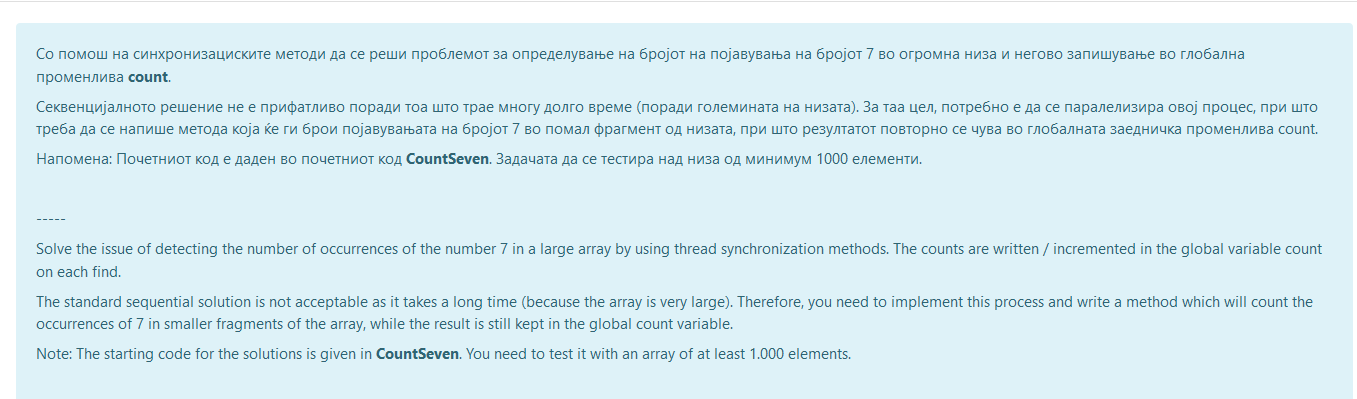 Со помош на синхронизациските методи да се реши проблемот за определување на бројот на појавувања на бројот 7 во огромна низа и негово запишување во глобална
променлива count.
Секвенцијалното решение не е прифатливо поради тоа што трае многу долго време (поради големината на низата). За таа цел, потребно е да се паралелизира овој процес, при што
треба да се напише метода која ќе ги брои појавувањата на бројот 7 во помал фрагмент од низата, при што резултатот повторно се чува во глобалната заедничка променлива count.
Напомена: Почетниот код е даден во почетниот код CountSeven. Задачата да се тестира над низа од минимум 1000 елементи.
-----
Solve the issue of detecting the number of occurrences of the number 7 in a large array by using thread synchronization methods. The counts are written / incremented in the global variable count
on each find.
The standard sequential solution is not acceptable as it takes a long time (because the array is very large). Therefore, you need to implement this process and write a method which will count the
occurrences of 7 in smaller fragments of the array, while the result is still kept in the global count variable.
Note: The starting code for the solutions is given in CountSeven. You need to test it with an array of at least 1.000 elements.